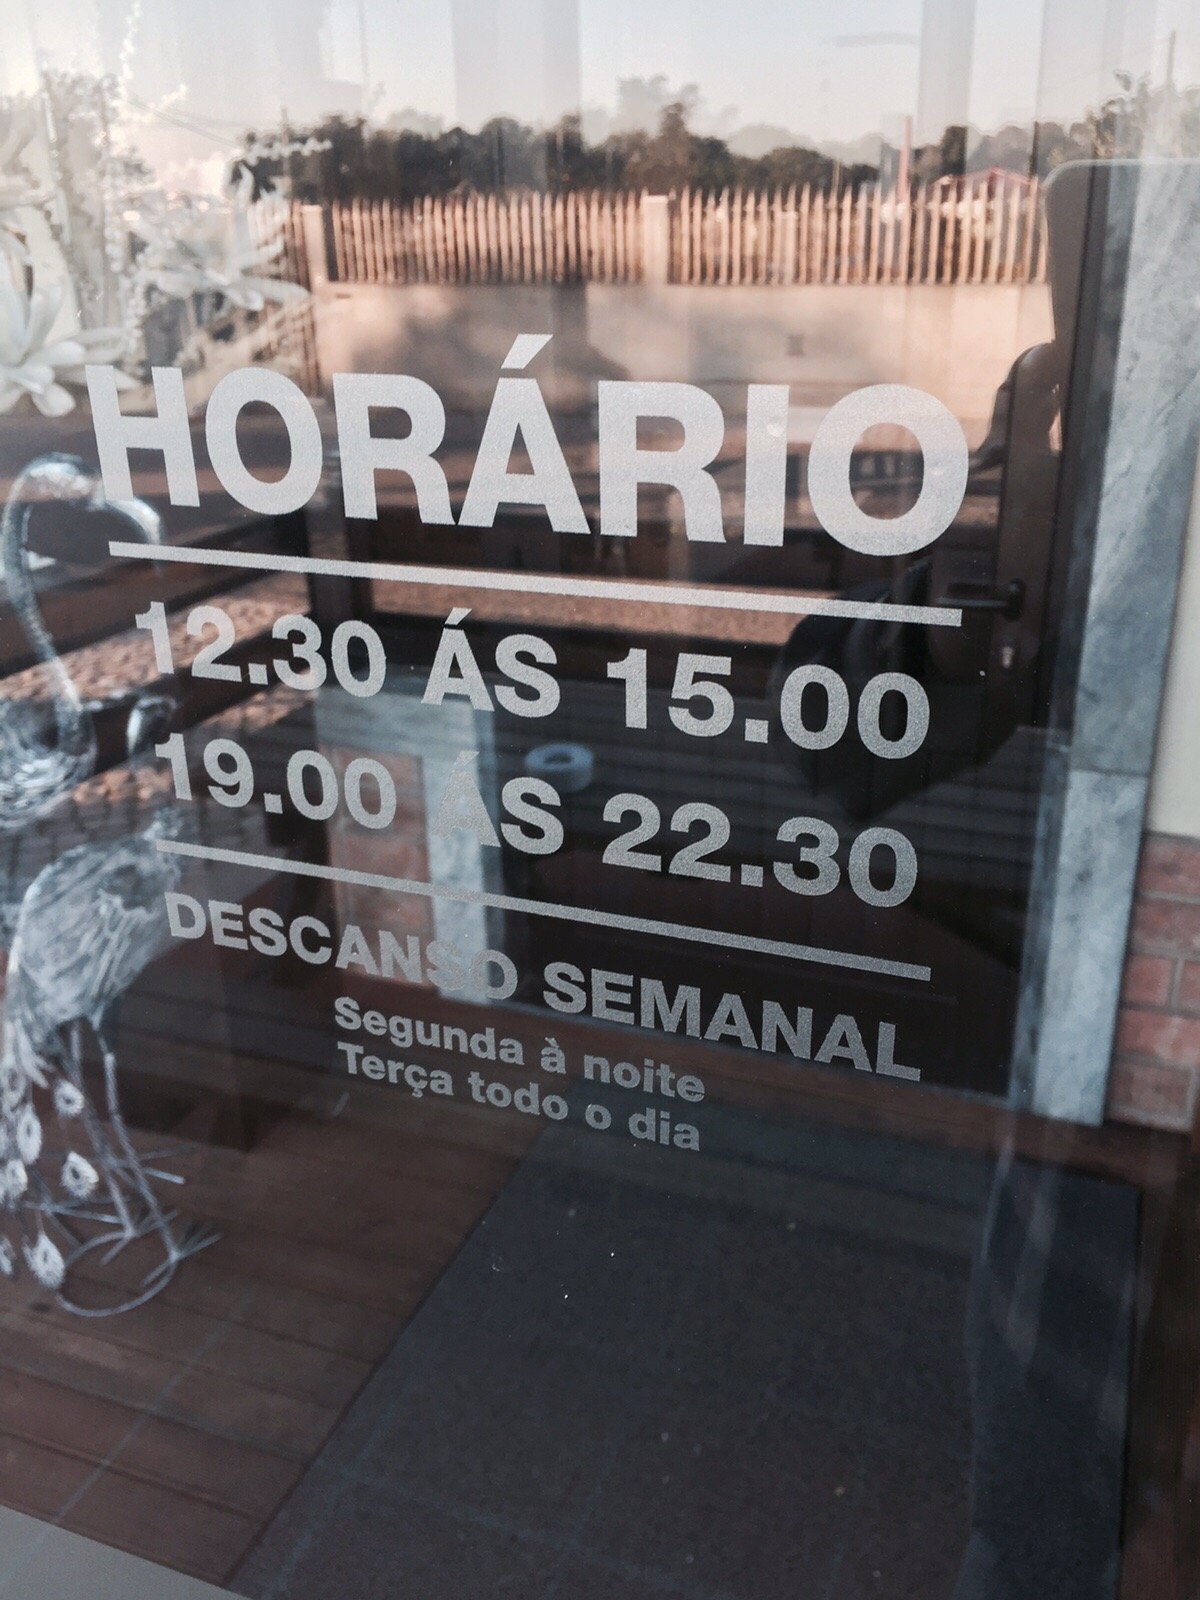 HORÁRIO
12.30 ÁS 15.00
19.00 ÁS 22.30
DESCANSO SEMANAL
Segunda à noite
Terça todo o dia